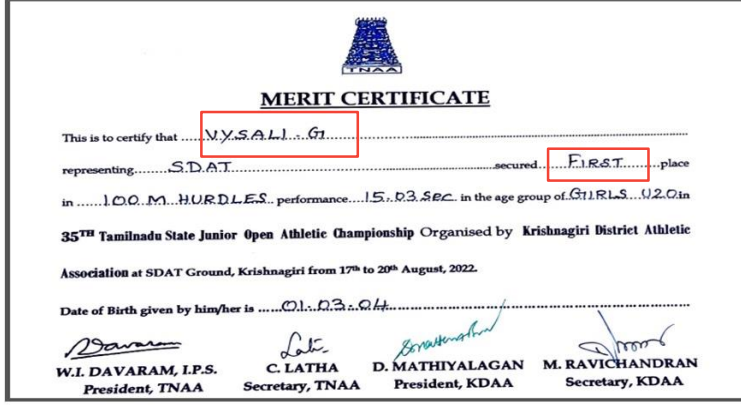 TNAA
MERIT CERTIFICATE
This is to certify that ..... VYSALI. G .....
representing ..... SDAT ..... secured ..... FIRST ..... place
in ..... 100 M HURDLES performance .... 15.03 SEC. in the age group of GIRLS U20 in
35TH Tamilnadu State Junior Open Athletic Championship Organised by Krishnagiri District Athletic
Association at SDAT Ground, Krishnagiri from 17th to 20th August, 2022.
Date of Birth given by him/her is ..... 01.03.04 .....
W.I. DAVARAM, I.P.S. C. LATHA D. MATHIYALAGAN M. RAVICHANDRAN
President, TNAA Secretary, TNAA President, KDAA Secretary, KDAA